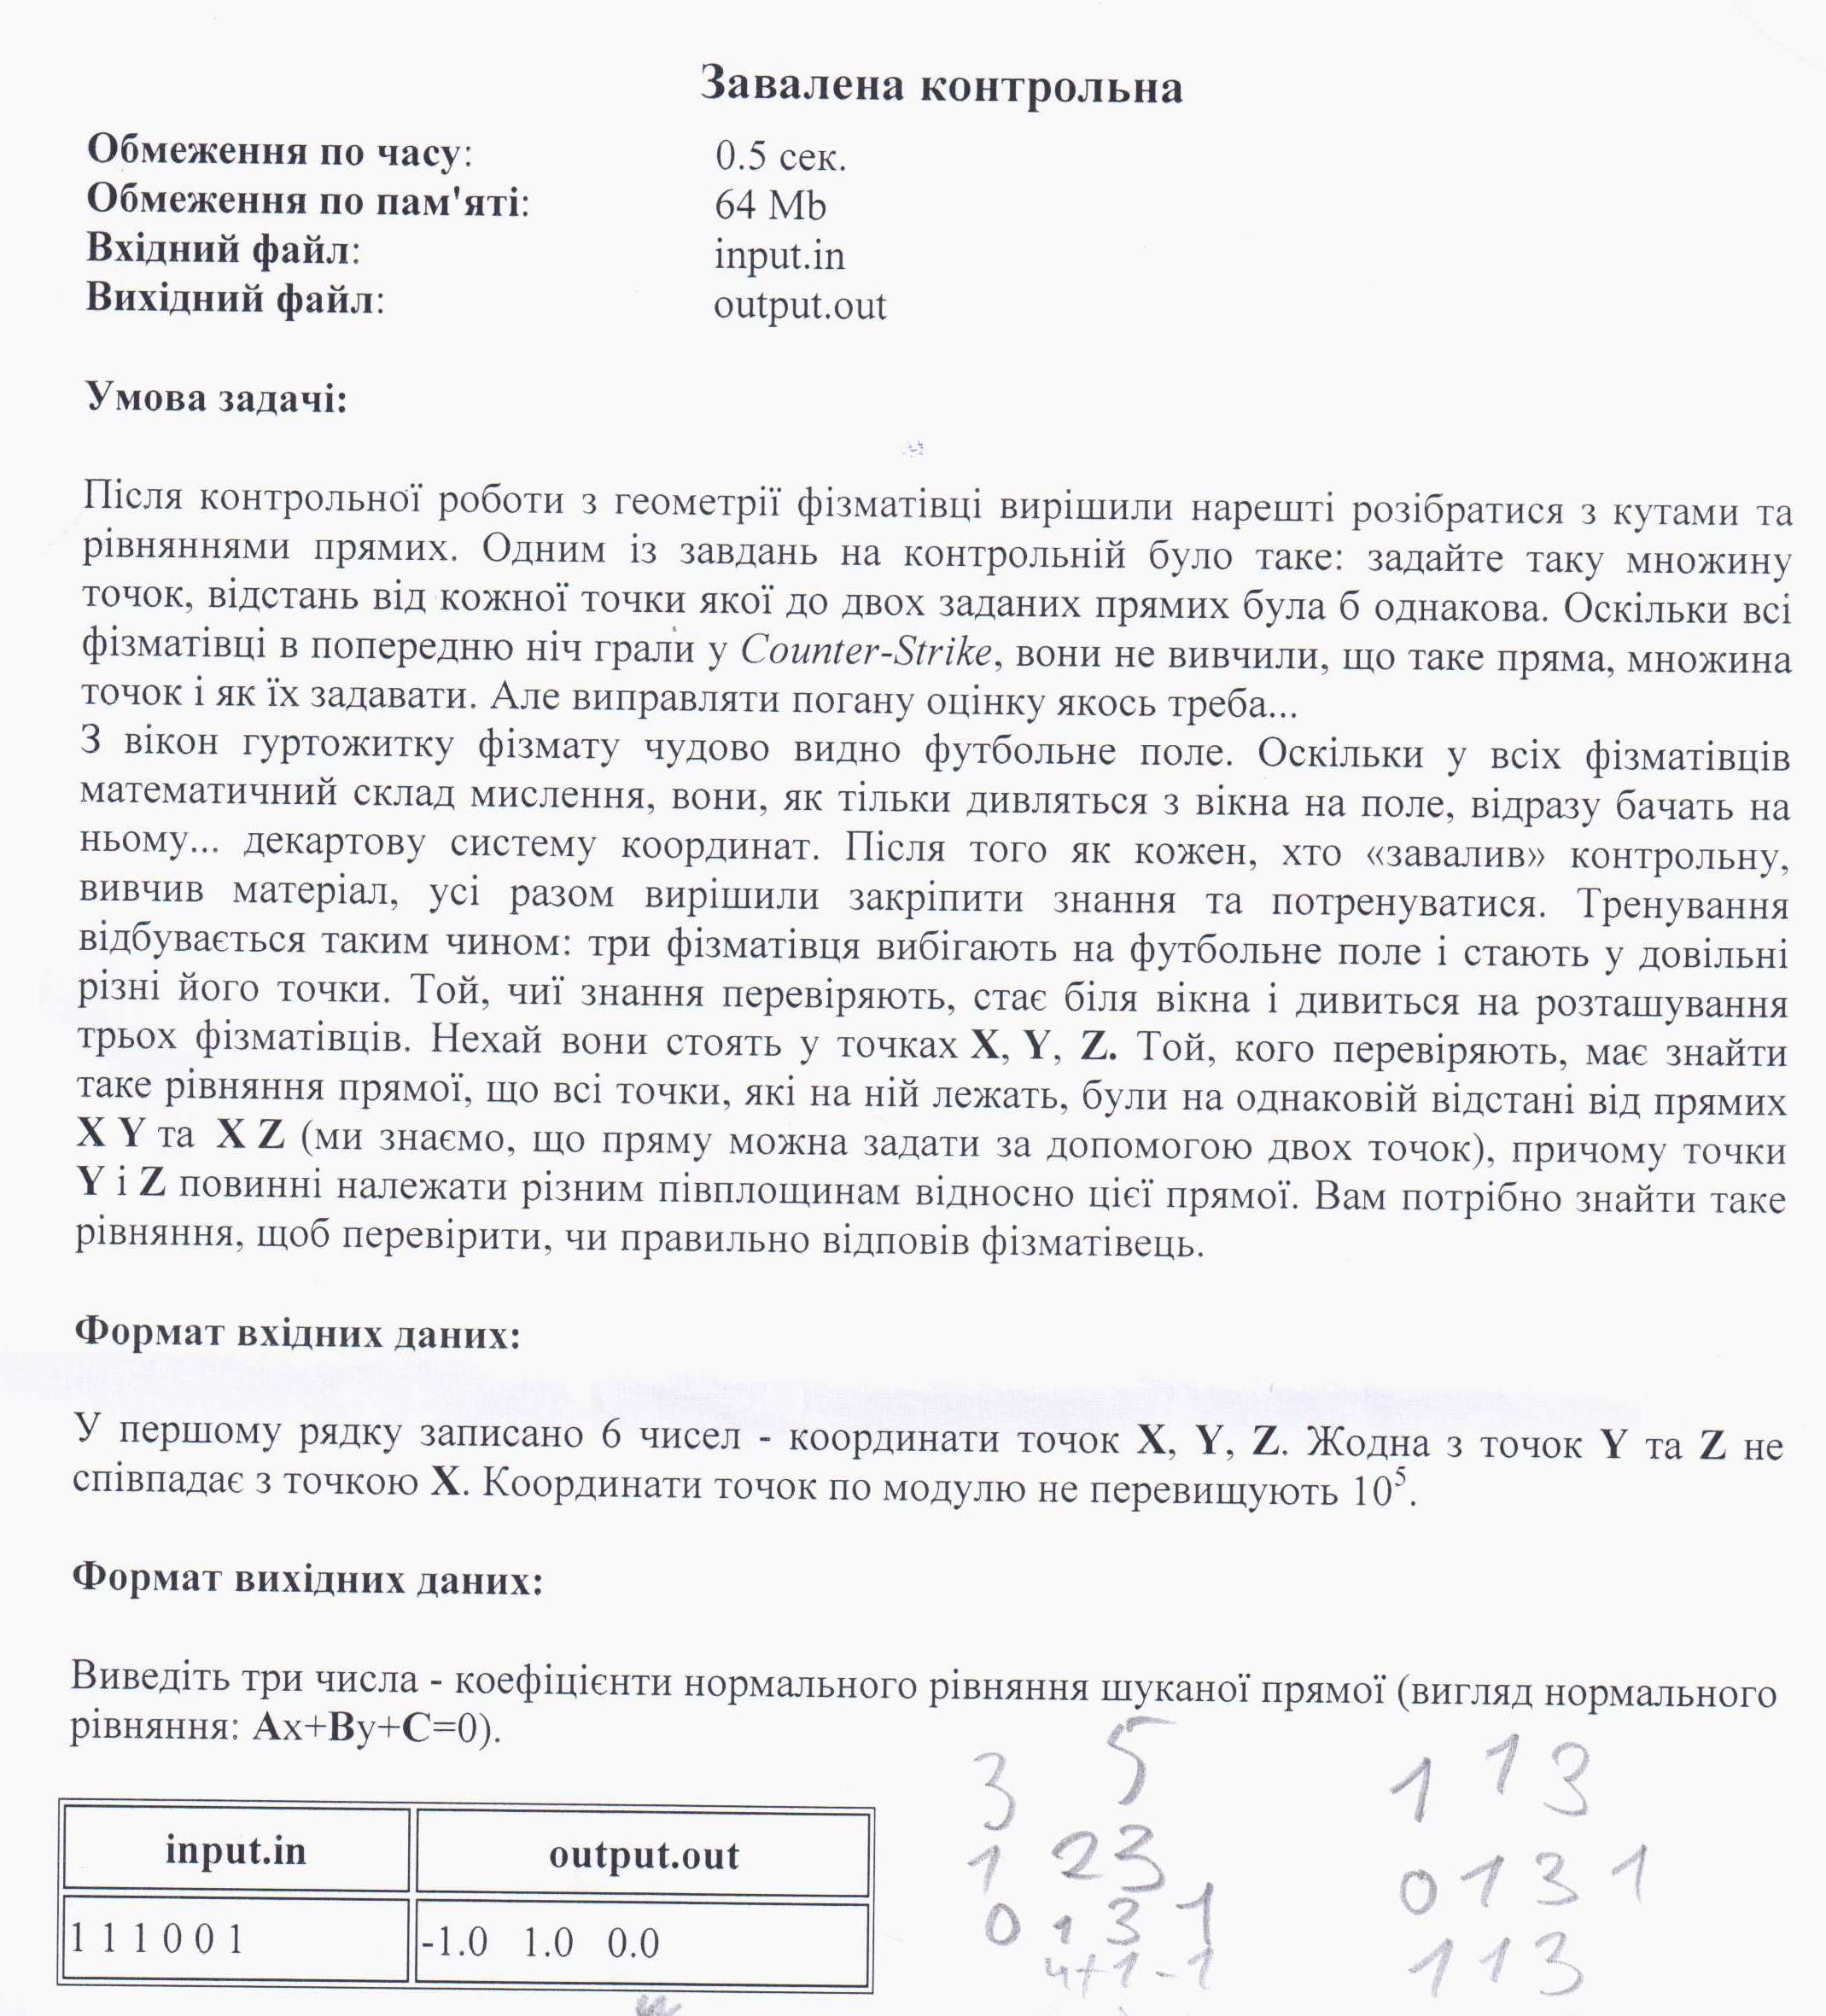 Завалена контрольна
Обмеження по часу: 0.5 сек.
Обмеження по пам'яті: 64 Mb
Вхідний файл: input.in
Вихідний файл: output.out
Умова задачі:
Після контрольної роботи з геометрії фізматівці вирішили нарешті розібратися з кутами та
рівняннями прямих. Одним із завдань на контрольній було таке: задайте таку множину
точок, відстань від кожної точки якої до двох заданих прямих була б однакова. Оскільки всі
фізматівці в попередню ніч грали у Counter-Strike, вони не вивчили, що таке пряма, множина
точок і як їх задавати. Але виправляти погану оцінку якось треба...
З вікон гуртожитку фізмату чудово видно футбольне поле. Оскільки у всіх фізматівців
математичний склад мислення, вони, як тільки дивляться з вікна на поле, відразу бачать на
ньому... декартову систему координат. Після того як кожен, хто «завалив» контрольну,
вивчив матеріал, усі разом вирішили закріпити знання та потренуватися. Тренування
відбувається таким чином: три фізматівця вибігають на футбольне поле і стають у довільні
різні його точки. Той, чиї знання перевіряють, стає біля вікна і дивиться на розташування
трьох фізматівців. Нехай вони стоять у точках X, Y, Z. Той, кого перевіряють, має знайти
таке рівняння прямої, що всі точки, які на ній лежать, були на однаковій відстані від прямих
X Y та X Z (ми знаємо, що пряму можна задати за допомогою двох точок), причому точки
Y і Z повинні належати різним півплощинам відносно цієї прямої. Вам потрібно знайти таке
рівняння, щоб перевірити, чи правильно відповів фізматівець.
Формат вхідних даних:
У першому рядку записано 6 чисел - координати точок X, Y, Z. Жодна з точок Y та Z не
співпадає з точкою X. Координати точок по модулю не перевищують 10⁵.
Формат вихідних даних:
Виведіть три числа - коефіцієнти нормального рівняння шуканої прямої (вигляд нормального
рівняння: Ax+By+C=0).
input.in output.out
1 1 1 0 0 1 -1.0 1.0 0.0
3 5
1 2 3
0 1 3 1
4+1-1
1 1 3
0 1 3 1
1 1 3